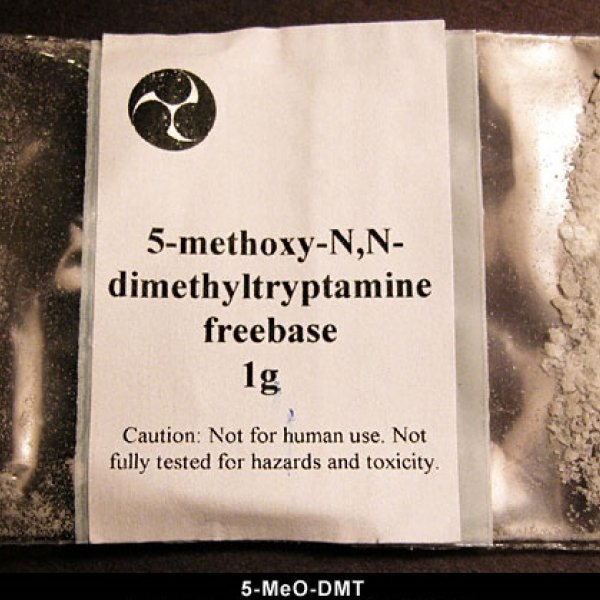 5-methoxy-N,N-
dimethyltryptamine
freebase
1g
Caution: Not for human use. Not
fully tested for hazards and toxicity.
5-MeO-DMT